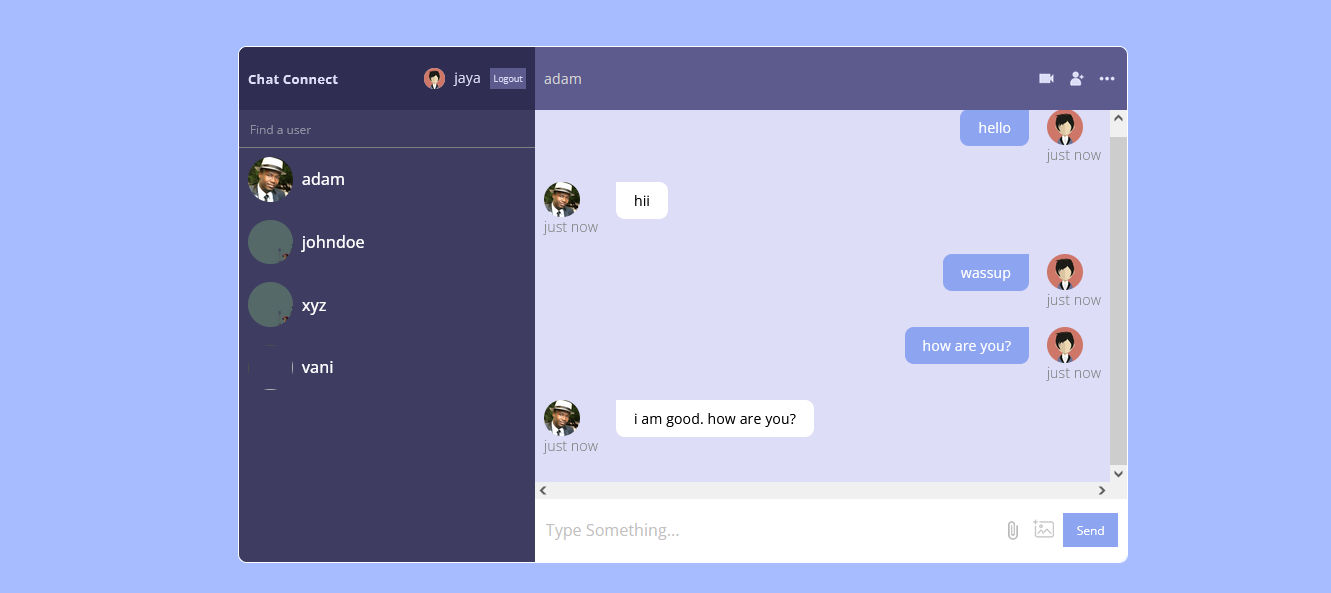 Chat Connect
jaya
Logout
Find a user
adam
johndoe
xyz
vani
adam
hello
just now
hii
just now
wassup
just now
how are you?
just now
i am good. how are you?
just now
Type Something...
Send